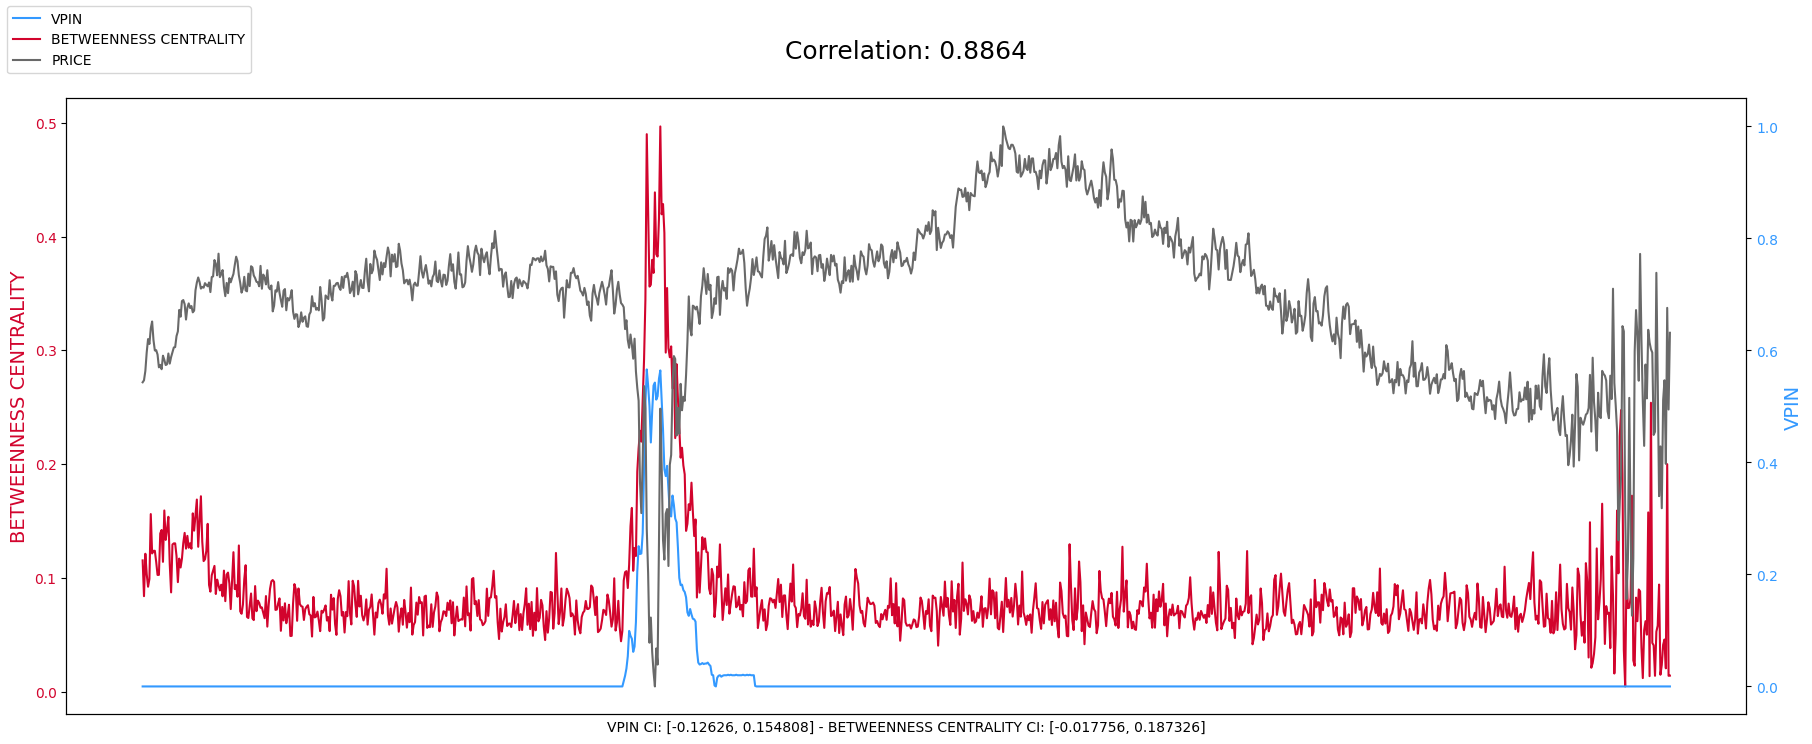 VPIN
BETWEENNESS CENTRALITY
PRICE
Correlation: 0.8864
BETWEENNESS CENTRALITY
0.5
0.4
0.3
0.2
0.1
0.0
1.0
0.8
0.6
0.4
0.2
0.0
VPIN
VPIN CI: [-0.12626, 0.154808] - BETWEENNESS CENTRALITY CI: [-0.017756, 0.187326]